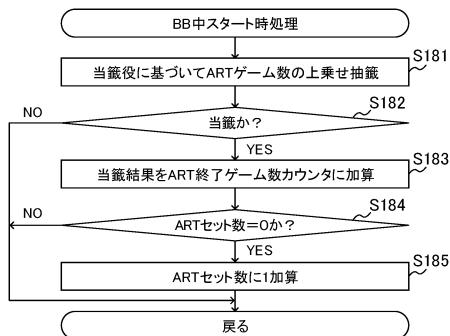 BB中スタート時処理
S181
当籤役に基づいてARTゲーム数の上乗せ抽籤
S182
NO
当籤か？
YES
S183
当籤結果をART終了ゲーム数カウンタに加算
S184
NO
ARTセット数＝0か？
YES
S185
ARTセット数に1加算
戻る